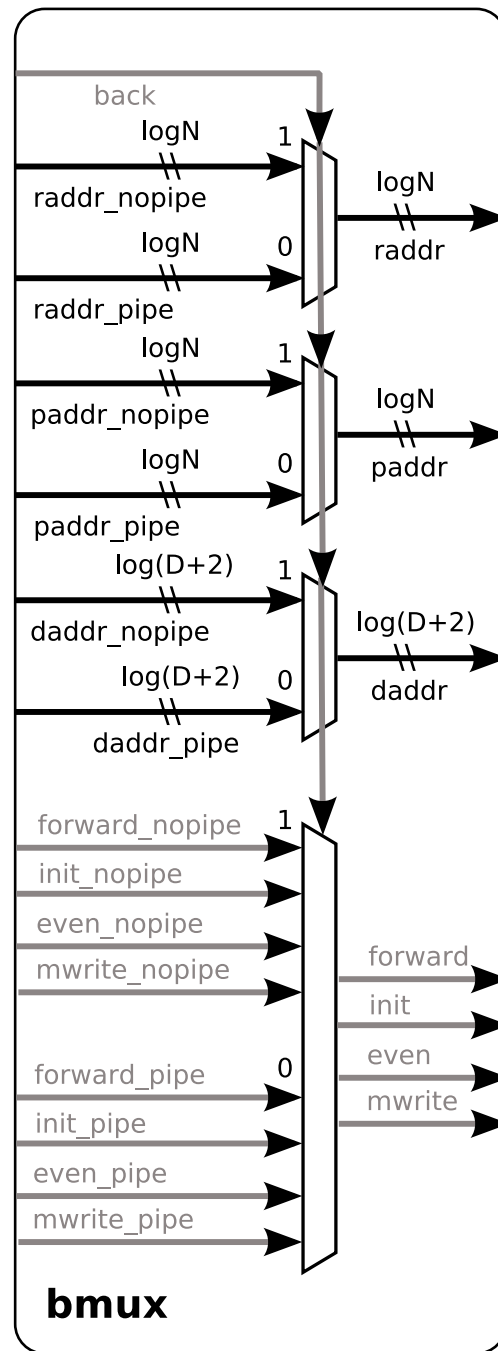 back
logN
1
raddr_nopipe
logN
raddr
logN
0
raddr_pipe
logN
1
paddr_nopipe
logN
paddr
logN
0
paddr_pipe
log(D+2)
1
daddr_nopipe
log(D+2)
daddr
log(D+2)
0
daddr_pipe
forward_nopipe
1
init_nopipe
even_nopipe
mwrite_nopipe
forward
init
even
mwrite
forward_pipe
0
init_pipe
even_pipe
mwrite_pipe
bmux